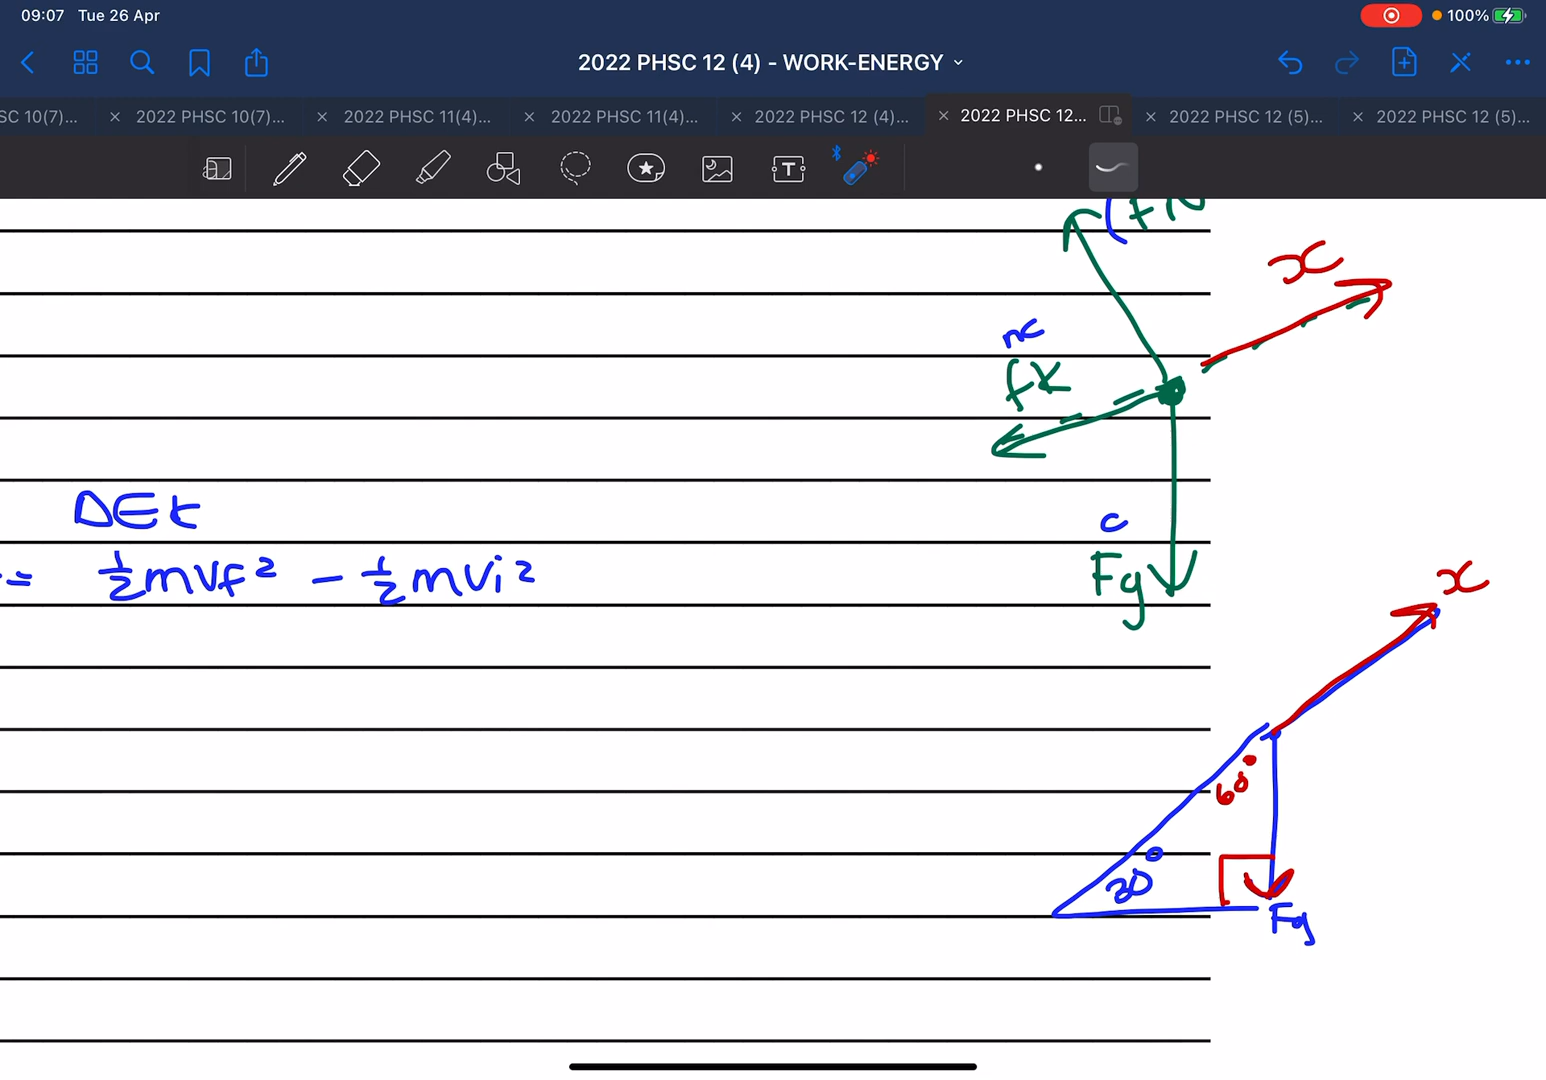 09:07 Tue 26 Apr
100%
2022 PHSC 12 (4) - WORK-ENERGY
SC 10(7)...
2022 PHSC 10(7)...
2022 PHSC 11(4)...
2022 PHSC 11(4)...
2022 PHSC 12 (4)...
2022 PHSC 12...
2022 PHSC 12 (5)...
2022 PHSC 12 (5)...
T
x
nc
fk
ΔEk
c
Fg
= ½mvf² - ½mvi²
x
60°
30°
Fg